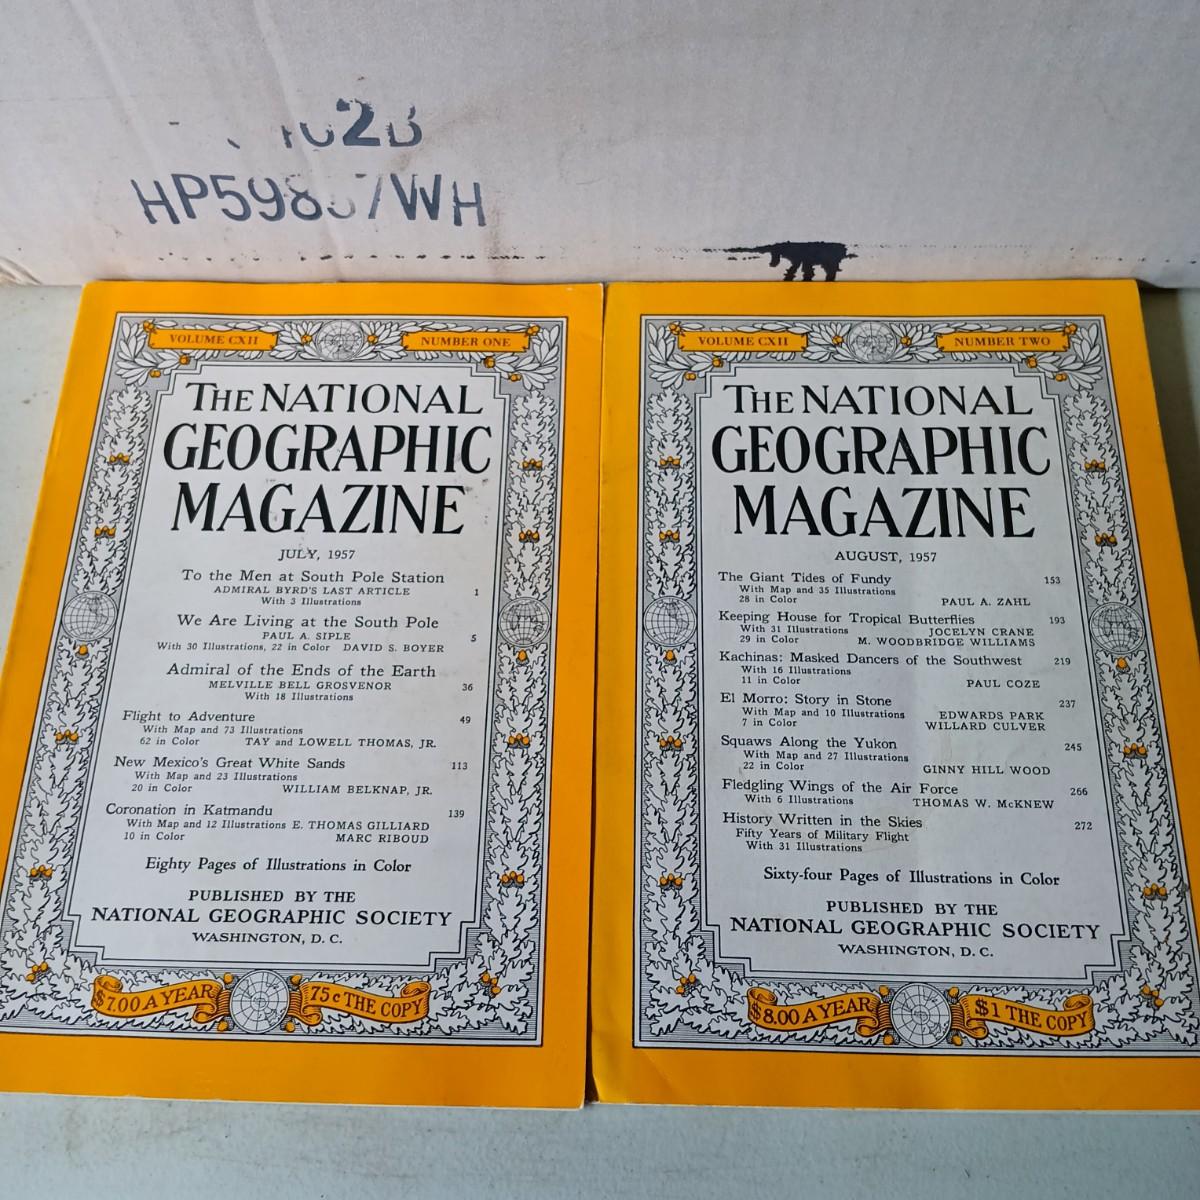 HP598 7WH
VOLUME CXII NUMBER ONE
THE NATIONAL
GEOGRAPHIC
MAGAZINE
JULY, 1957
To the Men at South Pole Station
ADMIRAL BYRD'S LAST ARTICLE 1
With 3 Illustrations
We Are Living at the South Pole
PAUL A. SIPLE 5
With 30 Illustrations, 22 in Color DAVID S. BOYER
Admiral of the Ends of the Earth
MELVILLE BELL GROSVENOR 36
With 18 Illustrations
Flight to Adventure 49
With Map and 73 Illustrations
62 in Color TAY and LOWELL THOMAS, JR.
New Mexico's Great White Sands 113
With Map and 23 Illustrations
20 in Color WILLIAM BELKNAP, JR.
Coronation in Katmandu 139
With Map and 12 Illustrations E. THOMAS GILLIARD
10 in Color MARC RIBOUD
Eighty Pages of Illustrations in Color
PUBLISHED BY THE
NATIONAL GEOGRAPHIC SOCIETY
WASHINGTON, D. C.
$7.00 A YEAR 75¢ THE COPY
VOLUME CXII NUMBER TWO
THE NATIONAL
GEOGRAPHIC
MAGAZINE
AUGUST, 1957
The Giant Tides of Fundy 153
With Map and 35 Illustrations
28 in Color PAUL A. ZAHL
Keeping House for Tropical Butterflies 193
With 31 Illustrations JOCELYN CRANE
29 in Color M. WOODBRIDGE WILLIAMS
Kachinas: Masked Dancers of the Southwest 219
With 16 Illustrations
11 in Color PAUL COZE
El Morro: Story in Stone 237
With Map and 10 Illustrations EDWARDS PARK
7 in Color WILLARD CULVER
Squaws Along the Yukon 245
With Map and 27 Illustrations
22 in Color GINNY HILL WOOD
Fledgling Wings of the Air Force 266
With 6 Illustrations THOMAS W. McKNEW
History Written in the Skies 272
Fifty Years of Military Flight
With 31 Illustrations
Sixty-four Pages of Illustrations in Color
PUBLISHED BY THE
NATIONAL GEOGRAPHIC SOCIETY
WASHINGTON, D. C.
$8.00 A YEAR $1 THE COPY